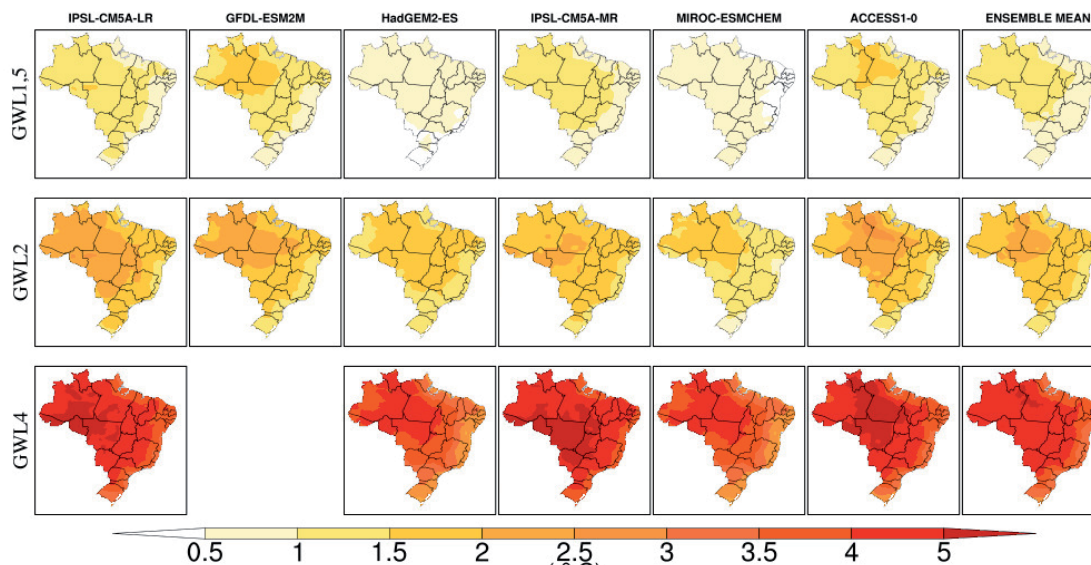 IPSL-CM5A-LR GFDL-ESM2M HadGEM2-ES IPSL-CM5A-MR MIROC-ESMCHEM ACCESS1-0 ENSEMBLE MEAN
GWL1,5
GWL2
GWL4
0.5 1 1.5 2 2.5 3 3.5 4 5